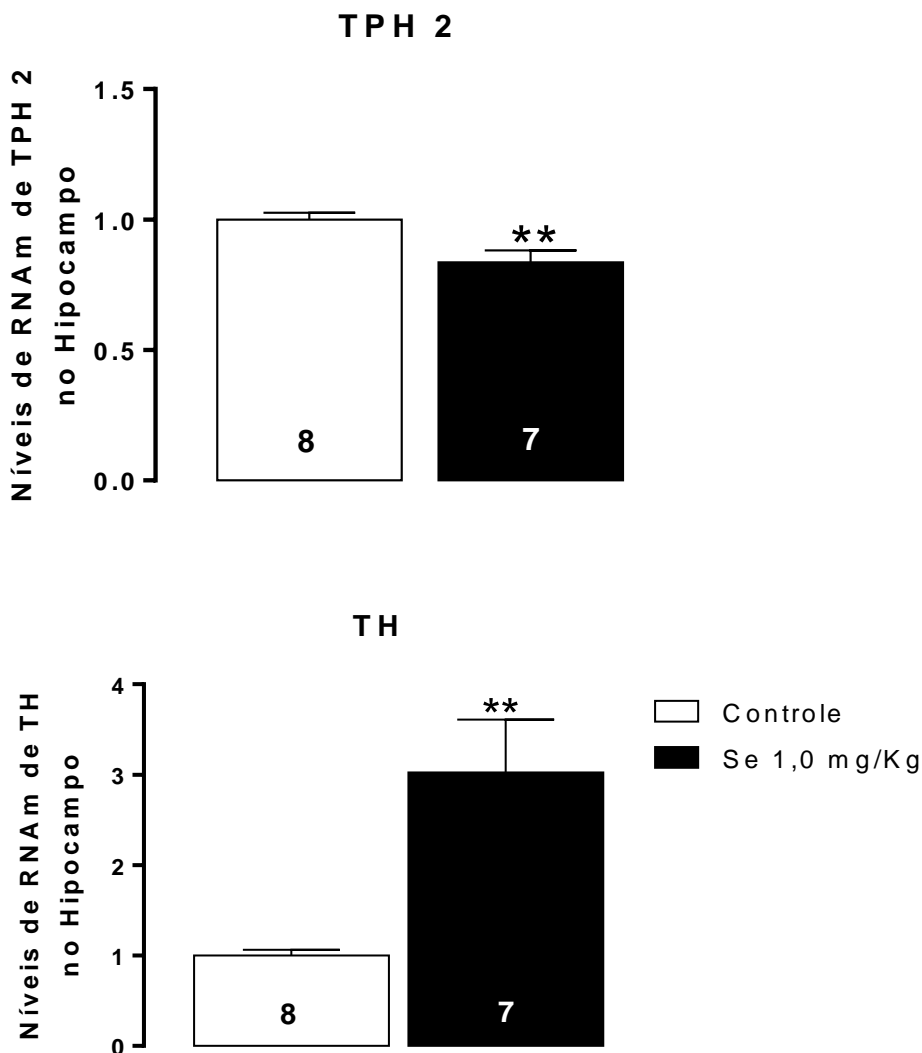 TPH 2
Níveis de RNAm de TPH 2
no Hipocampo
1.5
1.0
0.5
0.0
**
8
7
TH
Níveis de RNAm de TH
no Hipocampo
4
3
2
1
0
**
8
7
Controle
Se 1,0 mg/Kg